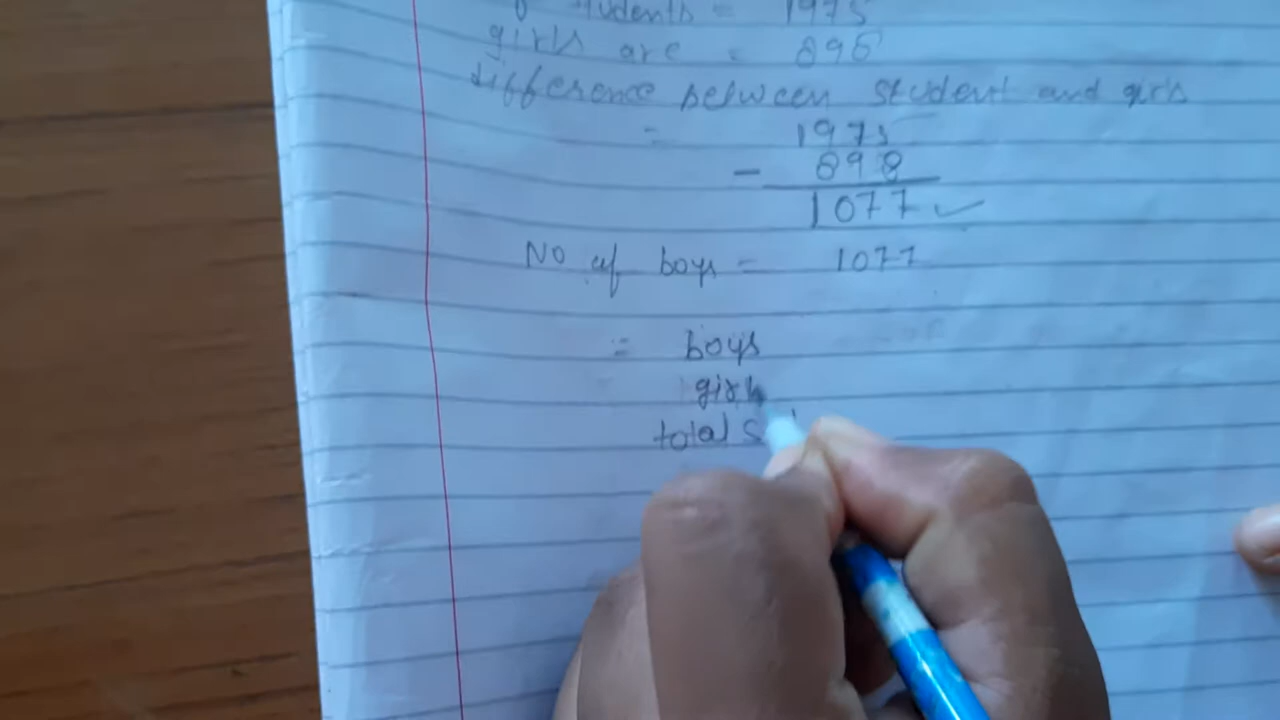 students = 1975
girls are = 898
difference between student and girls
= 1975
- 898
1077 ✓
No of boys = 1077
= boys
girls
total s